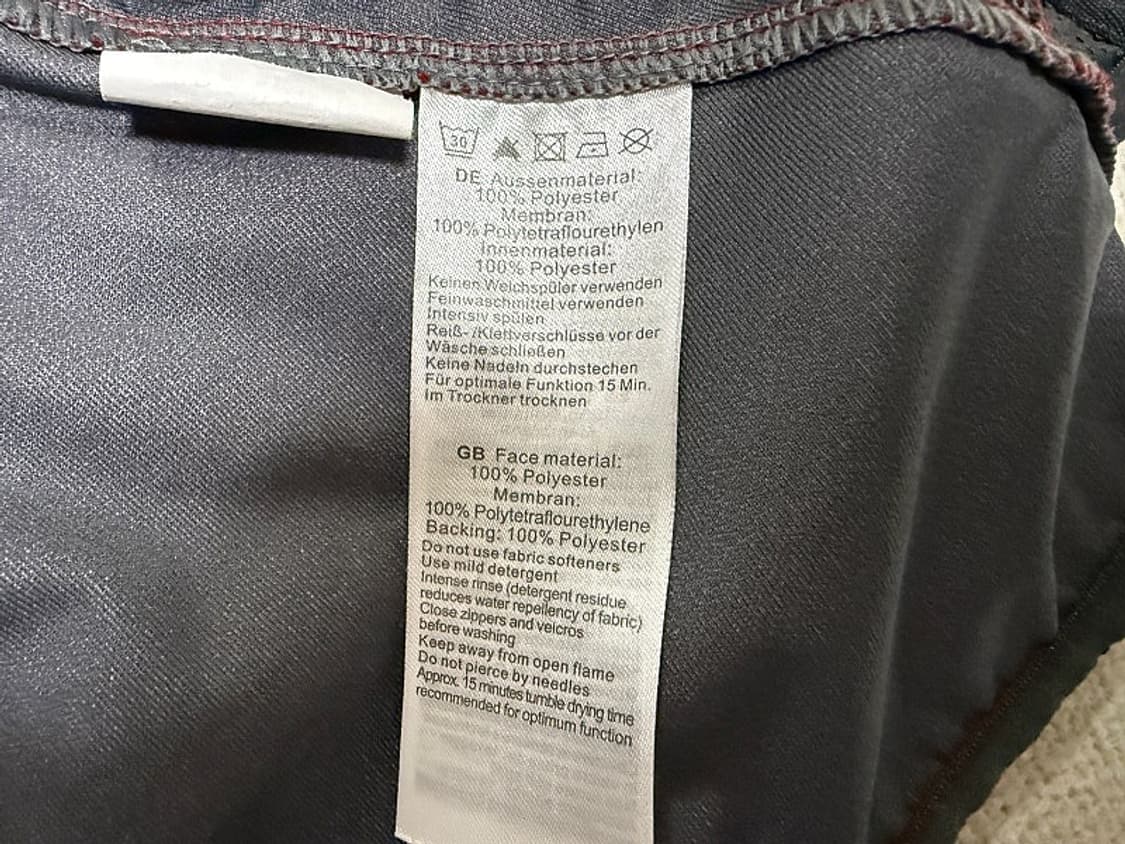 30
DE Aussenmaterial:
100% Polyester
Membran:
100% Polytetraflourethylen
Innenmaterial:
100% Polyester
Keinen Weichspüler verwenden
Feinwaschmittel verwenden
Intensiv spülen
Reiß- /Klettverschlüsse vor der
Wäsche schließen
Keine Nadeln durchstechen
Für optimale Funktion 15 Min.
im Trockner trocknen
GB Face material:
100% Polyester
Membran:
100% Polytetraflourethylene
Backing: 100% Polyester
Do not use fabric softeners
Use mild detergent
Intense rinse (detergent residue
reduces water repellency of fabric)
Close zippers and velcros
before washing
Keep away from open flame
Do not pierce by needles
Approx. 15 minutes tumble drying time
recommended for optimum function